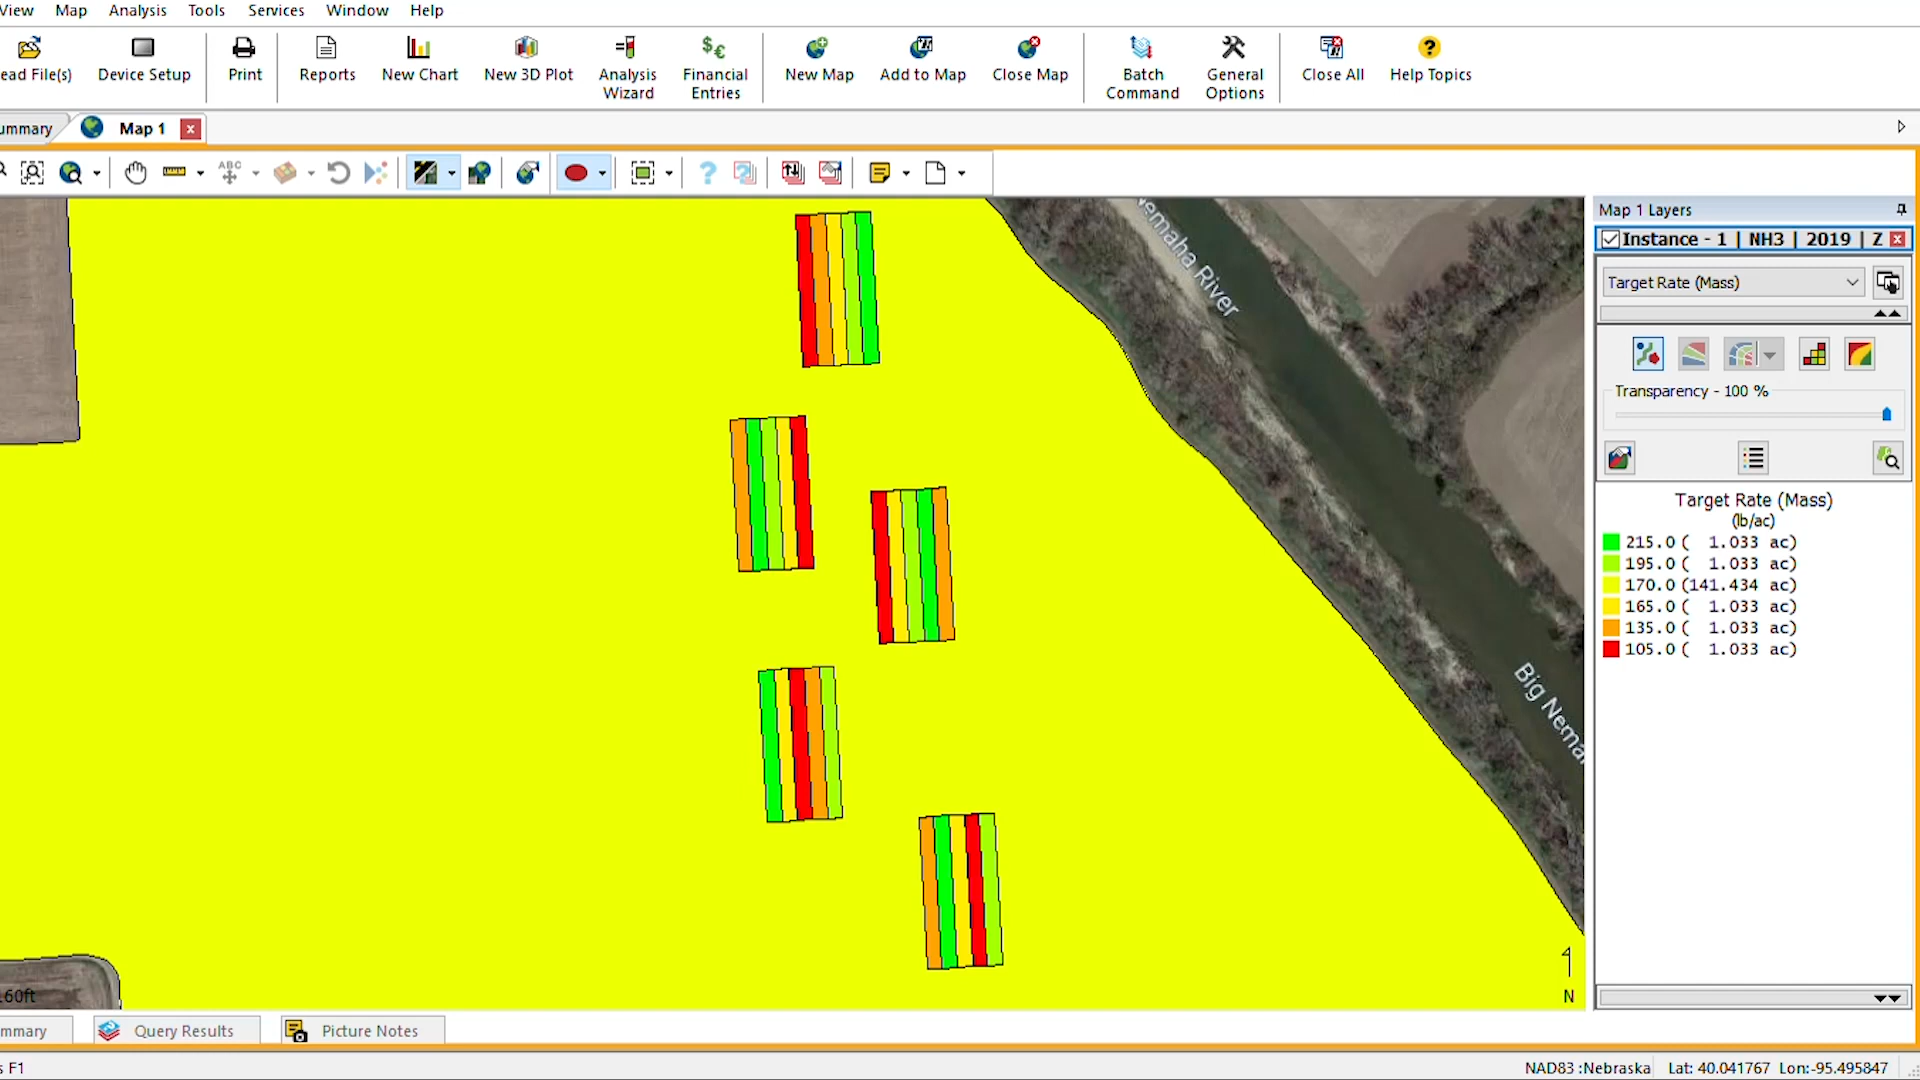 View Map Analysis Tools Services Window Help
ead File(s) Device Setup Print Reports New Chart New 3D Plot Analysis Wizard Financial Entries New Map Add to Map Close Map Batch Command General Options Close All Help Topics
ummary Map 1
ABC
Map 1 Layers
Instance - 1 | NH3 | 2019 | Z
Target Rate (Mass)
Transparency - 100 %
Target Rate (Mass)
(lb/ac)
215.0 ( 1.033 ac)
195.0 ( 1.033 ac)
170.0 (141.434 ac)
165.0 ( 1.033 ac)
135.0 ( 1.033 ac)
105.0 ( 1.033 ac)
Nemaha River
Big Nema
N
60ft
mmary Query Results Picture Notes
s F1
NAD83 :Nebraska Lat: 40.041767 Lon:-95.495847